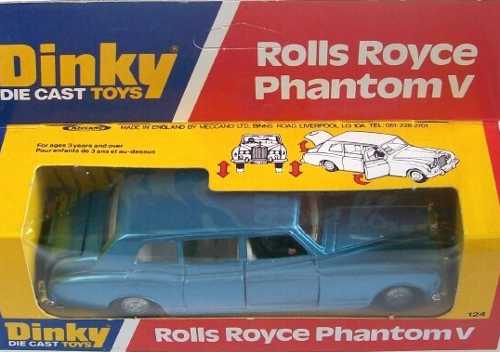 Dinky
DIE CAST TOYS
Rolls Royce
Phantom V
MECCANO
MADE IN ENGLAND BY MECCANO LTD. BINNS ROAD, LIVERPOOL L13 1DA. TEL: 051-228-2701
For ages 3 years and over
Pour enfants de 3 ans et au-dessus
124
Dinky
DIE CAST TOYS
Rolls Royce Phantom V